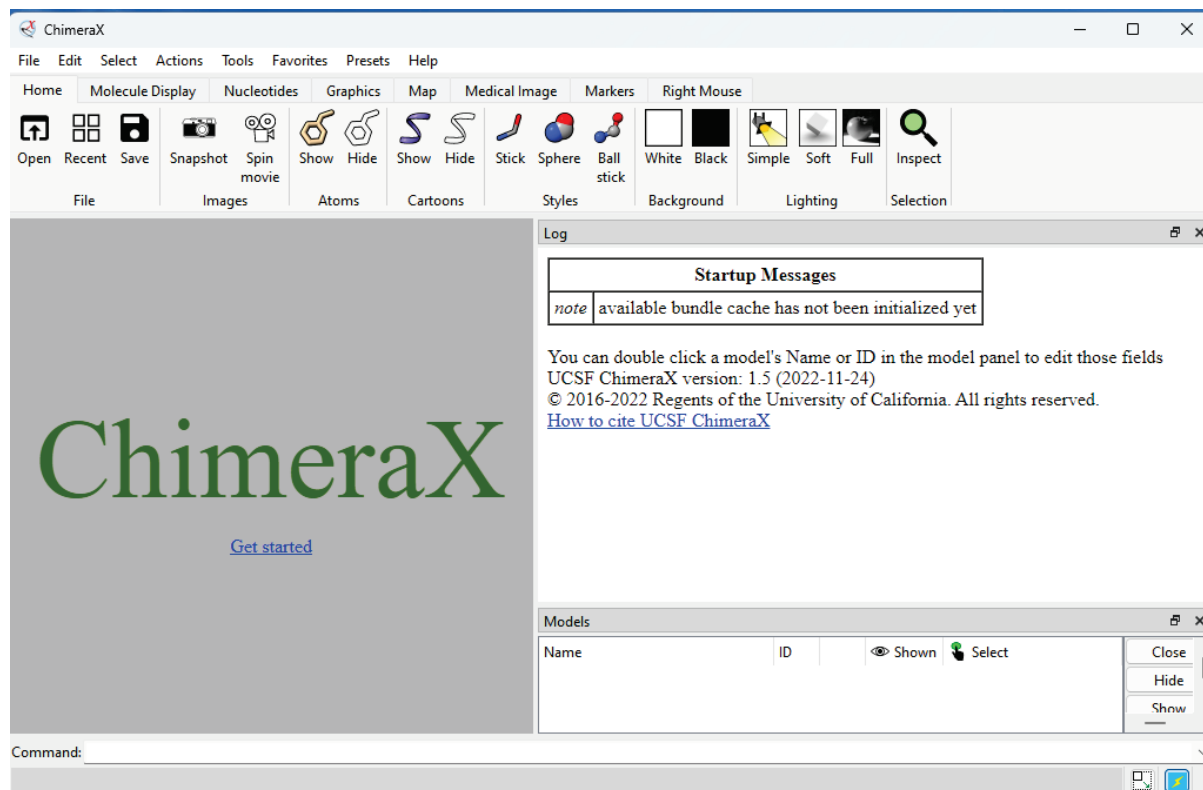 ChimeraX
File Edit Select Actions Tools Favorites Presets Help
Home Molecule Display Nucleotides Graphics Map Medical Image Markers Right Mouse
Open Recent Save Snapshot Spin movie Show Hide Show Hide Stick Sphere Ball stick White Black Simple Soft Full Inspect
File Images Atoms Cartoons Styles Background Lighting Selection
ChimeraX
Get started
Log
Startup Messages
note available bundle cache has not been initialized yet
You can double click a model's Name or ID in the model panel to edit those fields
UCSF ChimeraX version: 1.5 (2022-11-24)
© 2016-2022 Regents of the University of California. All rights reserved.
How to cite UCSF ChimeraX
Models
Name ID Shown Select
Close
Hide
Show
Command: